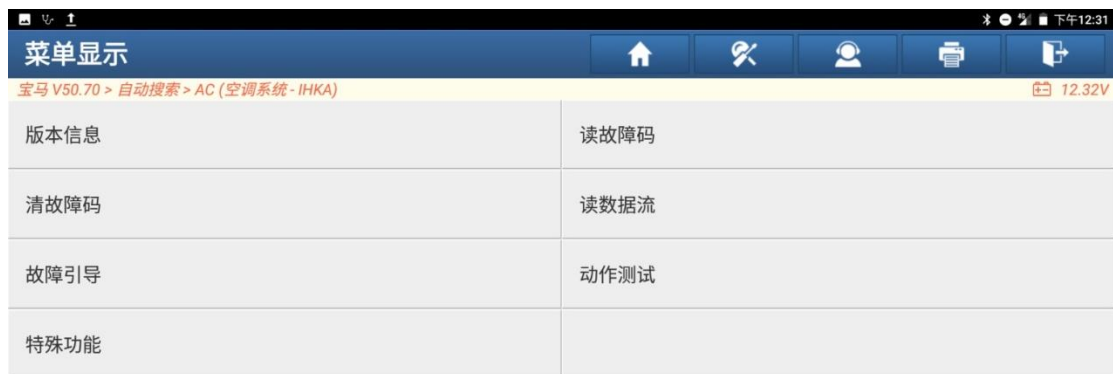 下午12:31
菜单显示
宝马 V50.70 > 自动搜索 > AC (空调系统 - IHKA) 12.32V
版本信息 读故障码
清故障码 读数据流
故障引导 动作测试
特殊功能